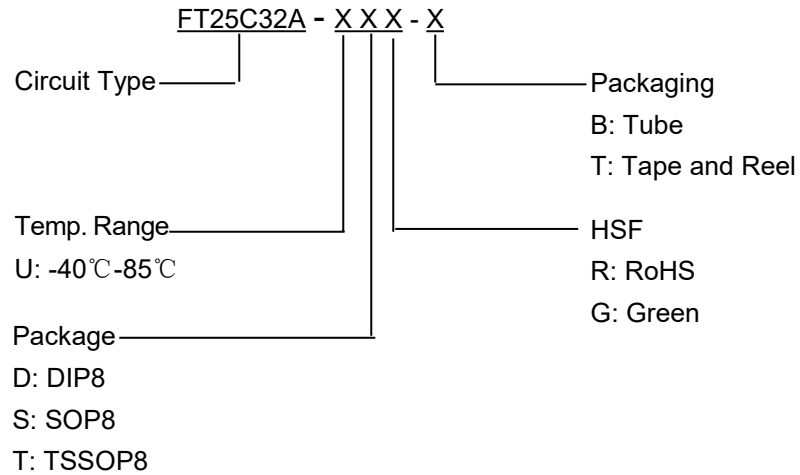 FT25C32A - X X X - X
Circuit Type
Packaging
B: Tube
T: Tape and Reel
Temp. Range
U: -40℃-85℃
HSF
R: RoHS
G: Green
Package
D: DIP8
S: SOP8
T: TSSOP8